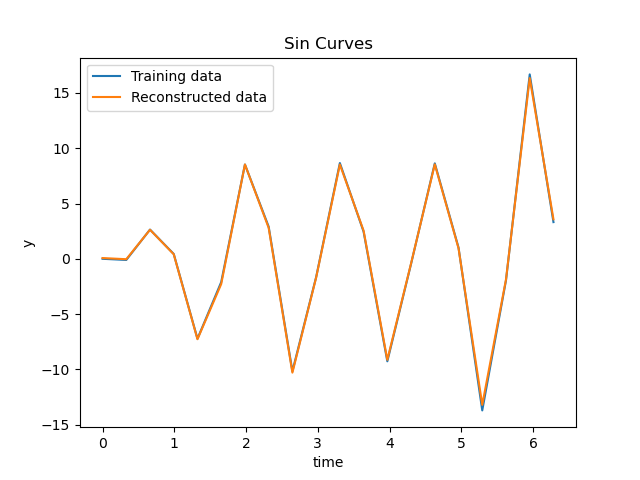 Sin Curves
Training data
Reconstructed data
15
10
5
0
−5
−10
−15
y
0 1 2 3 4 5 6
time